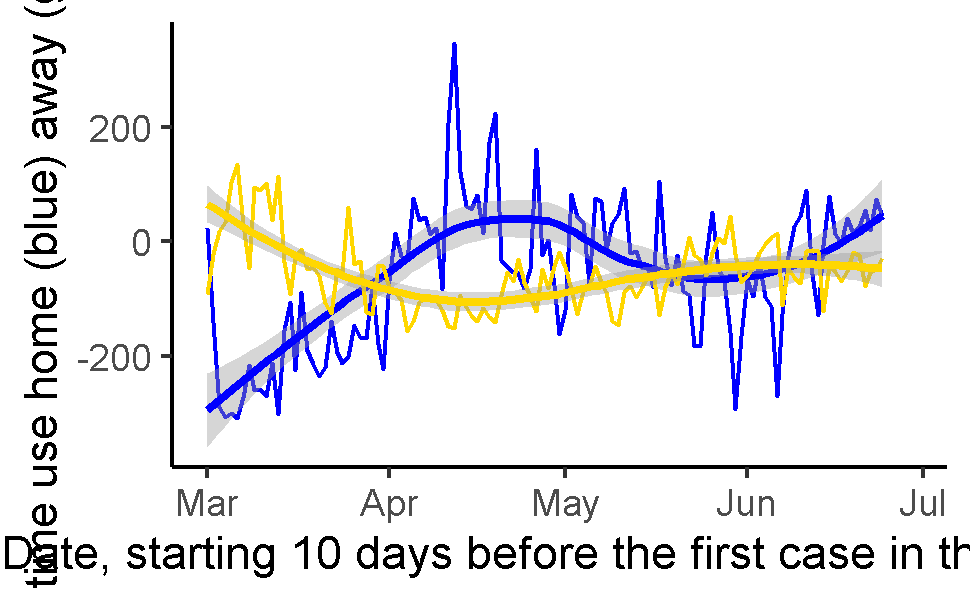 time use home (blue) away (
200
0
-200
Mar Apr May Jun Jul
Date, starting 10 days before the first case in th